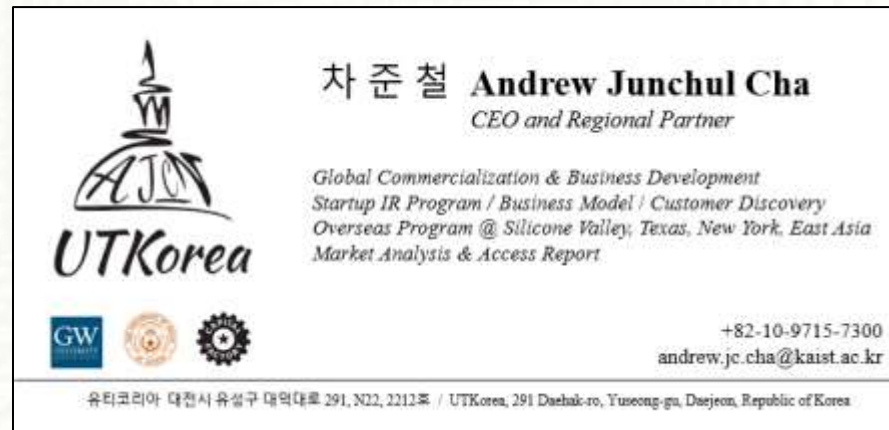 차 준 철 Andrew Junchul Cha
CEO and Regional Partner
Global Commercialization & Business Development
Startup IR Program / Business Model / Customer Discovery
Overseas Program @ Silicone Valley, Texas, New York, East Asia
Market Analysis & Access Report
AJCN
UTKorea
GW
+82-10-9715-7300
andrew.jc.cha@kaist.ac.kr
유티코리아 대전시 유성구 대덕대로 291, N22, 2212호 / UTKorea, 291 Daehak-ro, Yuseong-gu, Daejeon, Republic of Korea